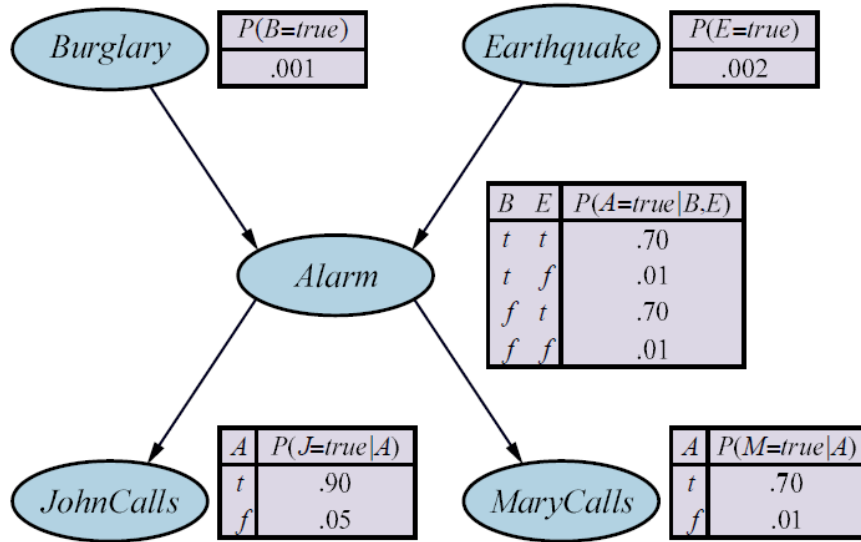 Burglary
P(B=true)
.001
Earthquake
P(E=true)
.002
B E P(A=true|B,E)
t t .70
t f .01
f t .70
f f .01
Alarm
JohnCalls
A P(J=true|A)
t .90
f .05
MaryCalls
A P(M=true|A)
t .70
f .01